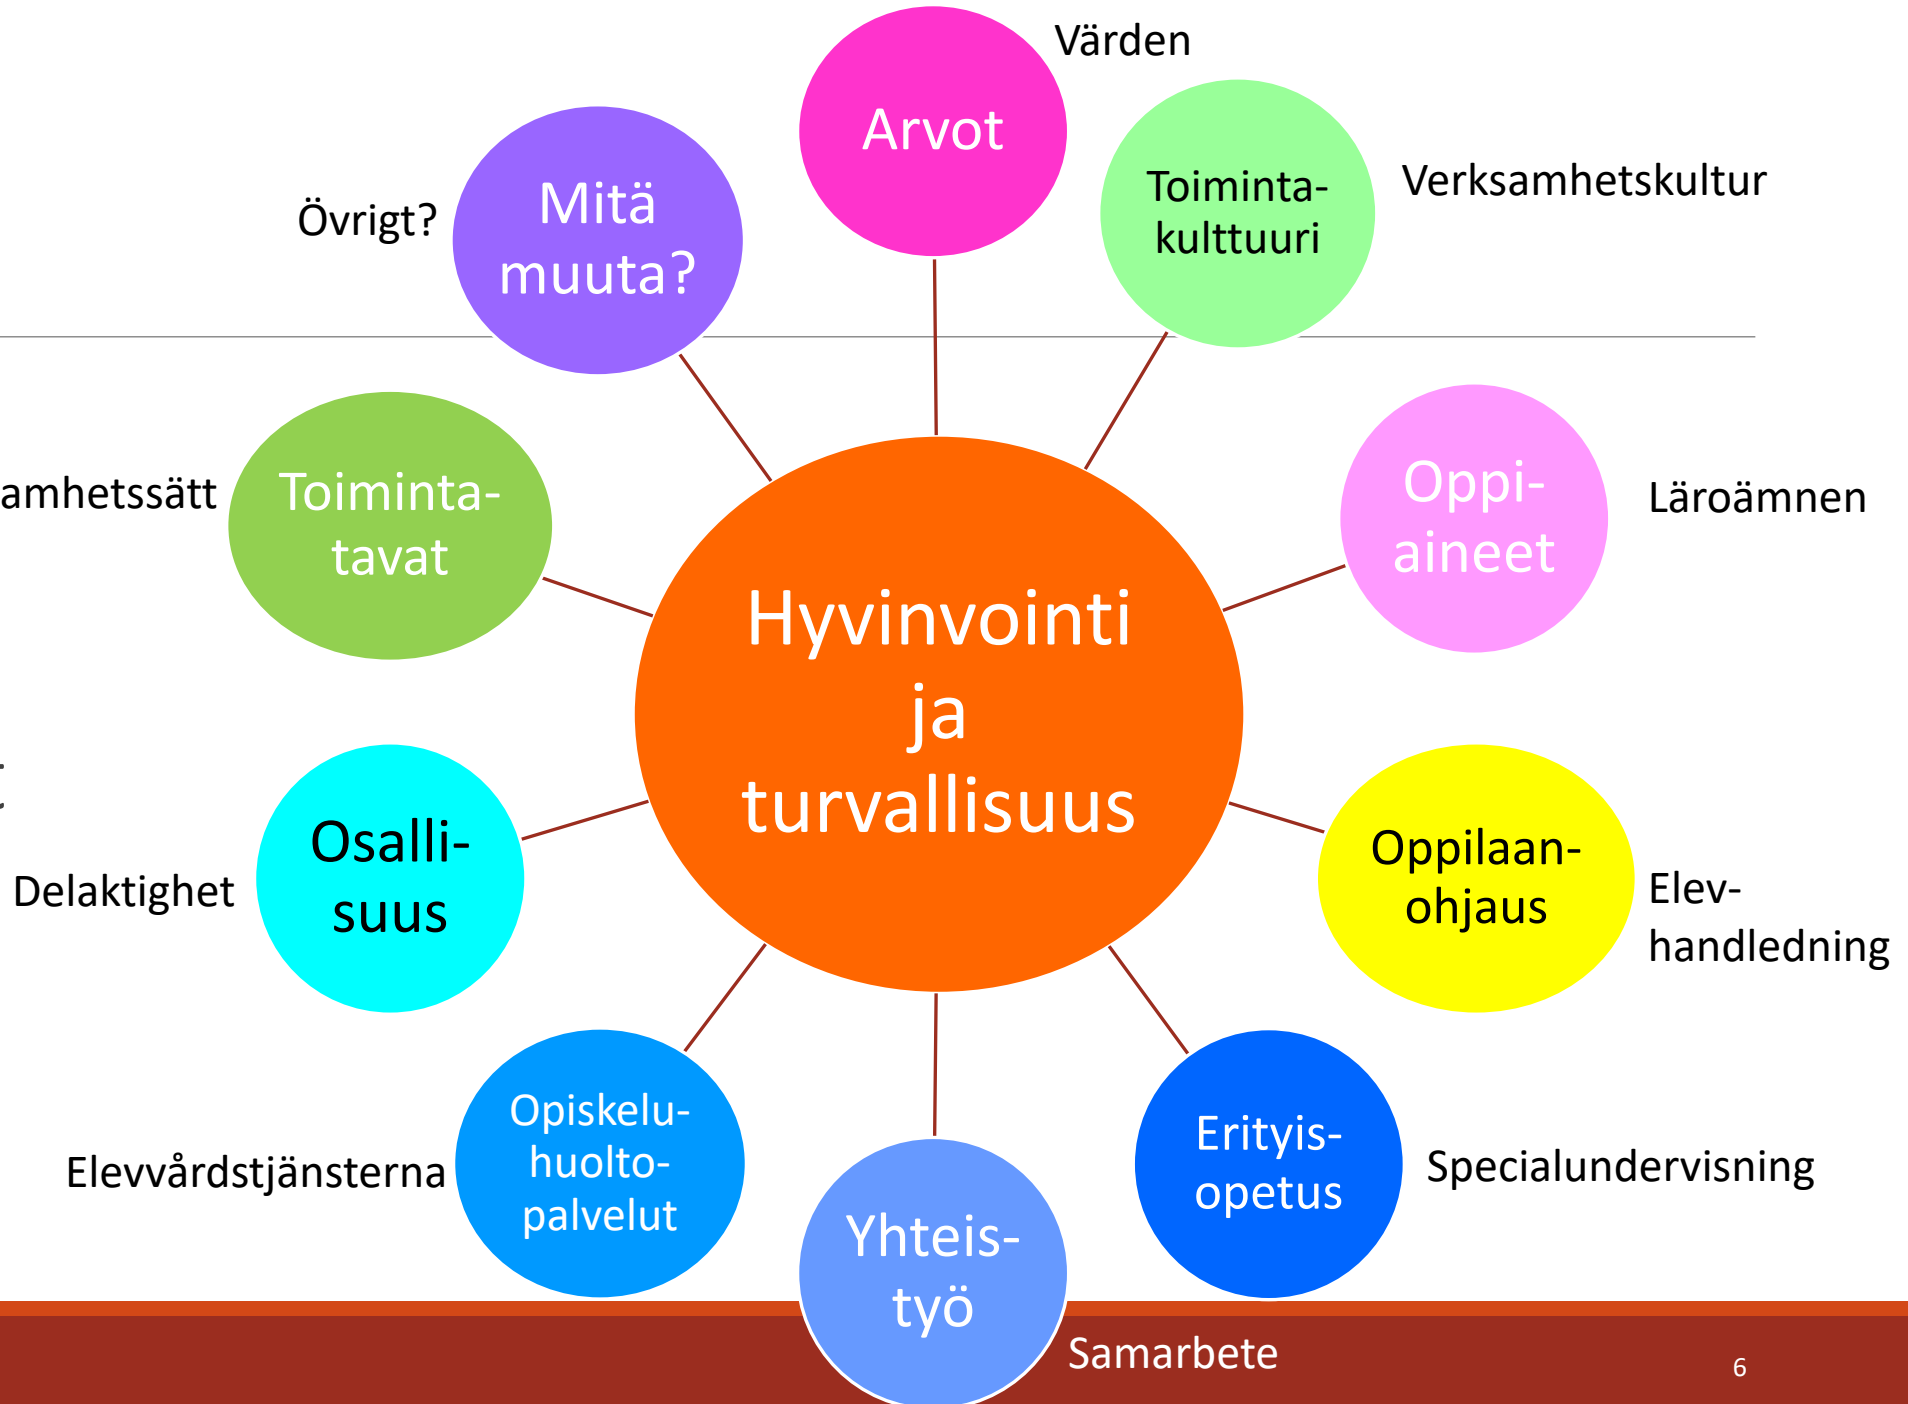 Värden
Arvot
Toiminta-
kulttuuri
Verksamhetskultur
Övrigt?
Mitä
muuta?
amhetssätt
Toiminta-
tavat
Oppi-
aineet
Läroämnen
Hyvinvointi
ja
turvallisuus
Delaktighet
Osalli-
suus
Oppilaan-
ohjaus
Elev-
handledning
Elevvårdstjänsterna
Opiskelu-
huolto-
palvelut
Erityis-
opetus
Specialundervisning
Yhteis-
työ
Samarbete
6